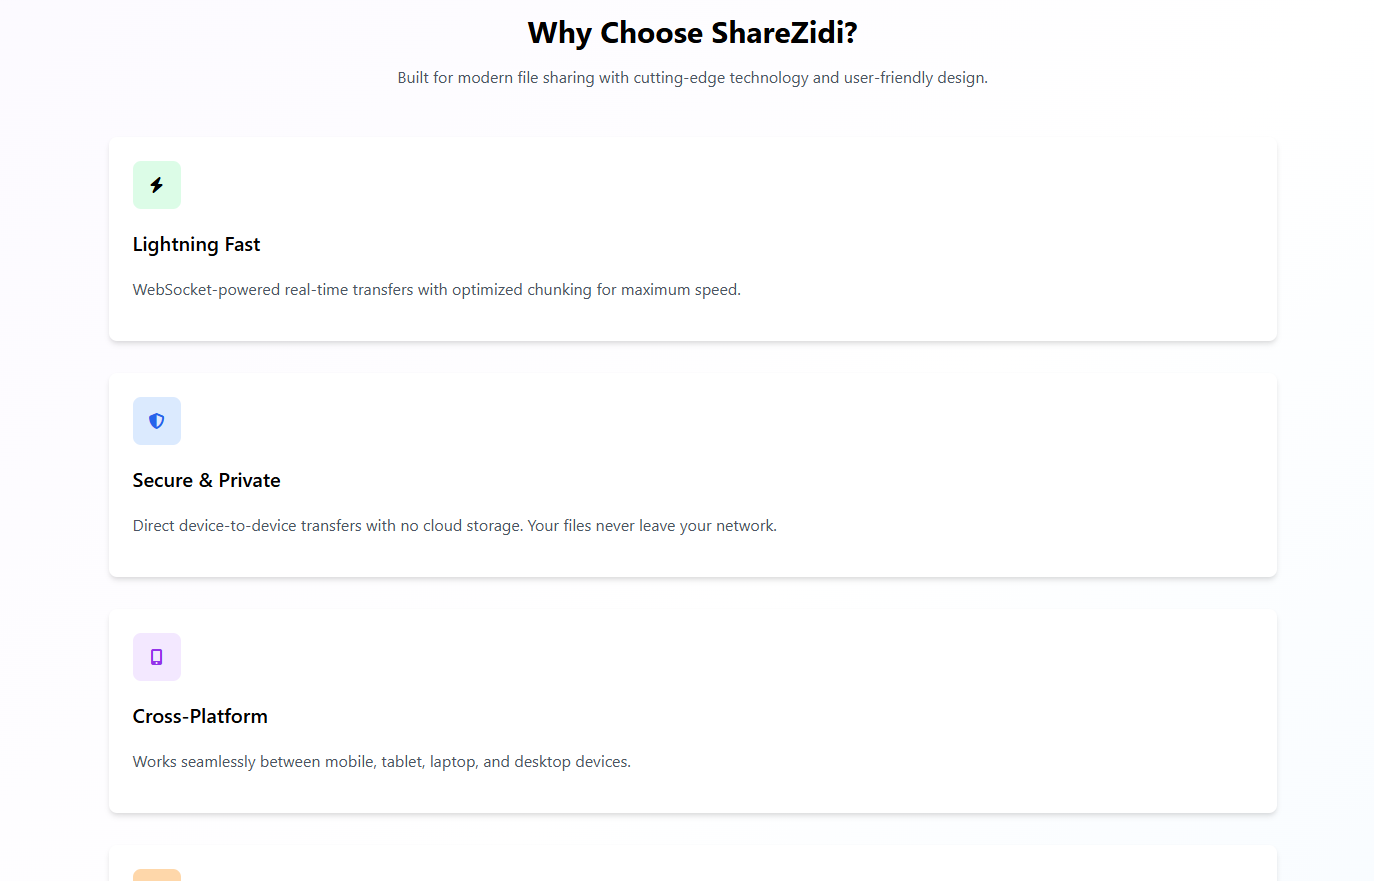 Why Choose ShareZidi?
Built for modern file sharing with cutting-edge technology and user-friendly design.
Lightning Fast
WebSocket-powered real-time transfers with optimized chunking for maximum speed.
Secure & Private
Direct device-to-device transfers with no cloud storage. Your files never leave your network.
Cross-Platform
Works seamlessly between mobile, tablet, laptop, and desktop devices.